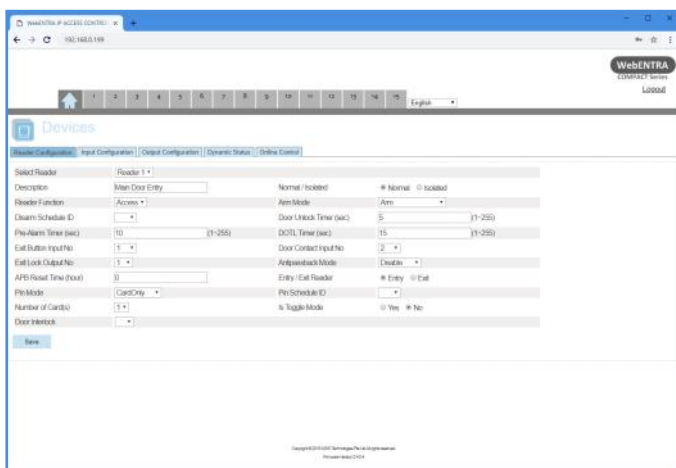 WebENTRA IP ACCESS CONTROL
192.168.0.199
WebENTRA
COMPACT Series
Logout
1 2 3 4 5 6 7 8 9 10 11 12 13 14 15 English
Devices
Reader Configuration Input Configuration Output Configuration Dynamic Status Online Control
Select Reader Reader 1
Description Main Door Entry Normal / Isolated Normal Isolated
Reader Function Access Arm Mode Arm
Disarm Schedule ID Door Unlock Timer (sec) 5 (1~255)
Pre-Alarm Timer (sec) 10 (1~255) DOTL Timer (sec) 15 (1~255)
Exit Button Input No 1 Door Contact Input No 2
Exit Lock Output No 1 Antipassback Mode Disable
APB Reset Time (hour) 0 Entry / Exit Reader Entry Exit
Pin Mode CardOnly Pin Schedule ID
Number of Card(s) 1 Is Toggle Mode Yes No
Door Interlock
Save